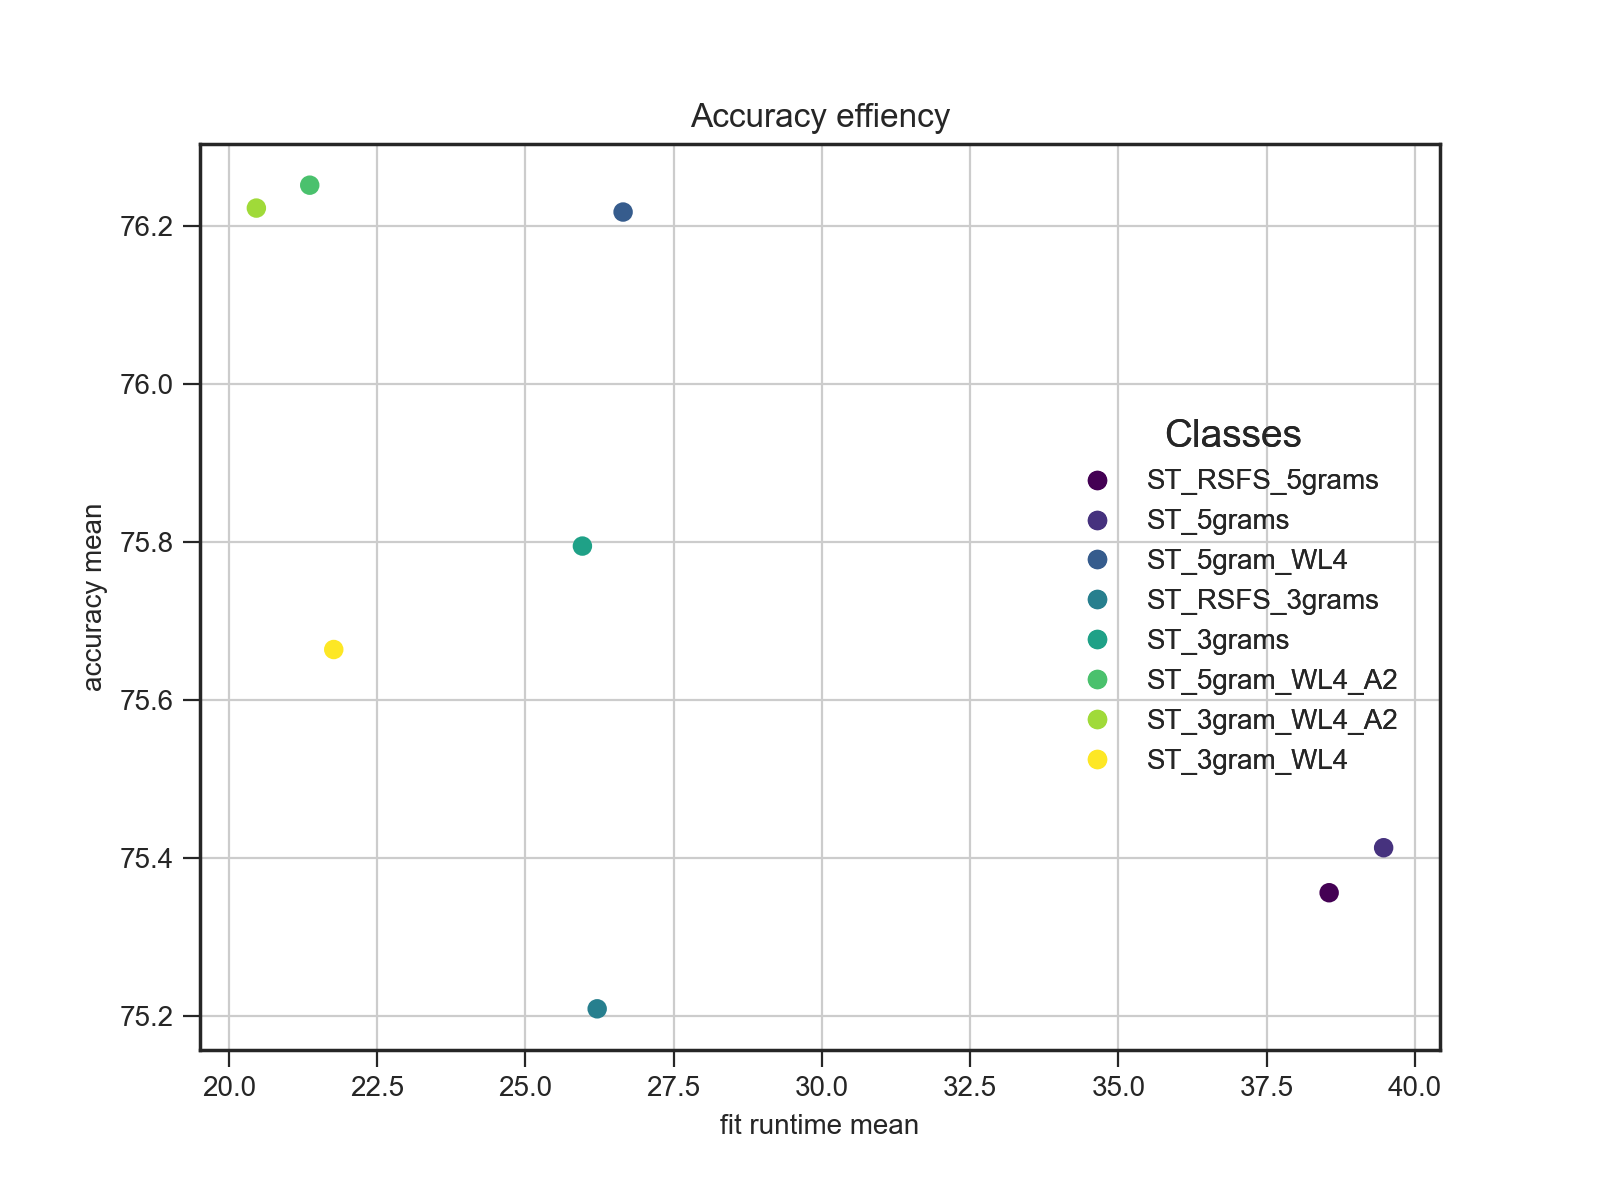 Accuracy effiency
76.2
76.0
75.8
75.6
75.4
75.2
accuracy mean
Classes
ST_RSFS_5grams
ST_5grams
ST_5gram_WL4
ST_RSFS_3grams
ST_3grams
ST_5gram_WL4_A2
ST_3gram_WL4_A2
ST_3gram_WL4
20.0 22.5 25.0 27.5 30.0 32.5 35.0 37.5 40.0
fit runtime mean